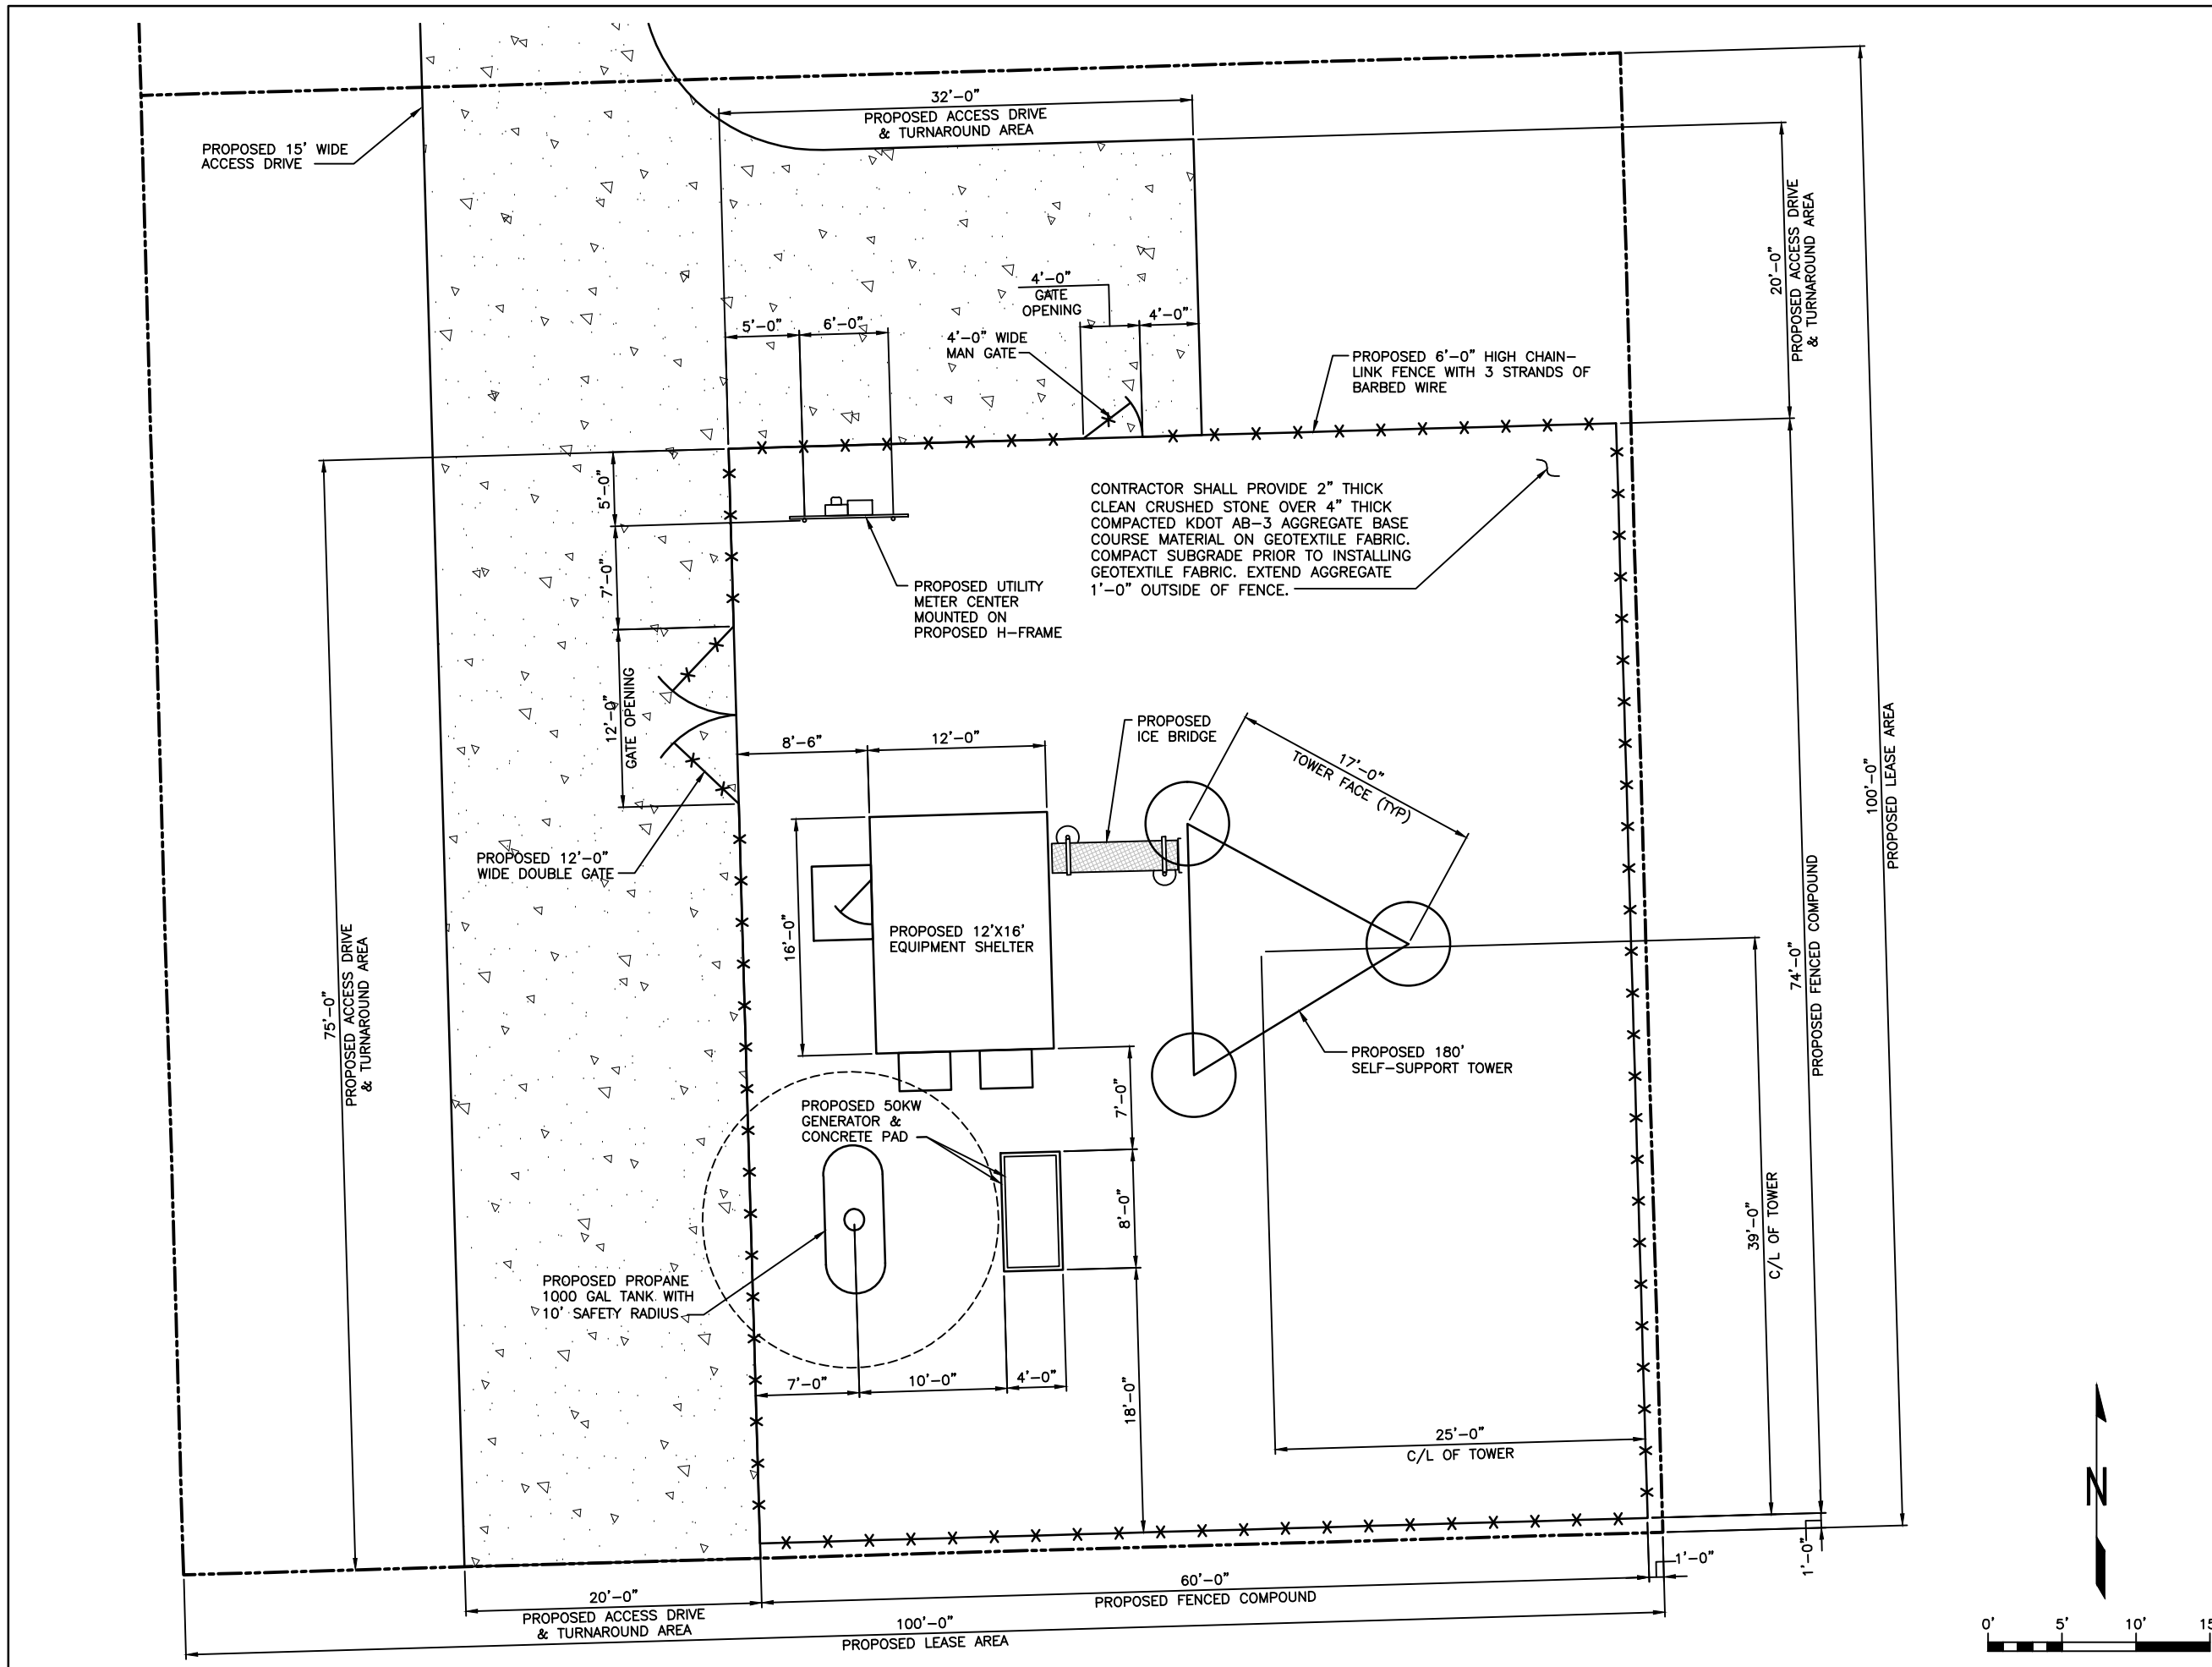 32'-0"
PROPOSED ACCESS DRIVE
& TURNAROUND AREA
PROPOSED 15' WIDE
ACCESS DRIVE
20'-0"
PROPOSED ACCESS DRIVE
& TURNAROUND AREA
4'-0"
GATE
OPENING
5'-0"
6'-0"
4'-0"
4'-0" WIDE
MAN GATE
PROPOSED 6'-0" HIGH CHAIN-
LINK FENCE WITH 3 STRANDS OF
BARBED WIRE
5'-0"
7'-0"
CONTRACTOR SHALL PROVIDE 2" THICK
CLEAN CRUSHED STONE OVER 4" THICK
COMPACTED KDOT AB-3 AGGREGATE BASE
COURSE MATERIAL ON GEOTEXTILE FABRIC.
COMPACT SUBGRADE PRIOR TO INSTALLING
GEOTEXTILE FABRIC. EXTEND AGGREGATE
1'-0" OUTSIDE OF FENCE.
PROPOSED UTILITY
METER CENTER
MOUNTED ON
PROPOSED H-FRAME
12'-0"
GATE OPENING
8'-6"
12'-0"
PROPOSED
ICE BRIDGE
17'-0"
TOWER FACE (TYP)
100'-0"
PROPOSED LEASE AREA
PROPOSED 12'-0"
WIDE DOUBLE GATE
16'-0"
PROPOSED 12'X16'
EQUIPMENT SHELTER
74'-0"
PROPOSED FENCED COMPOUND
75'-0"
PROPOSED ACCESS DRIVE
& TURNAROUND AREA
PROPOSED 180'
SELF-SUPPORT TOWER
7'-0"
PROPOSED 50KW
GENERATOR &
CONCRETE PAD
8'-0"
39'-0"
C/L OF TOWER
PROPOSED PROPANE
1000 GAL TANK WITH
10' SAFETY RADIUS
7'-0"
10'-0"
4'-0"
18'-0"
25'-0"
C/L OF TOWER
N
1'-0"
1'-0"
20'-0"
PROPOSED ACCESS DRIVE
& TURNAROUND AREA
60'-0"
PROPOSED FENCED COMPOUND
100'-0"
PROPOSED LEASE AREA
0' 5' 10' 15